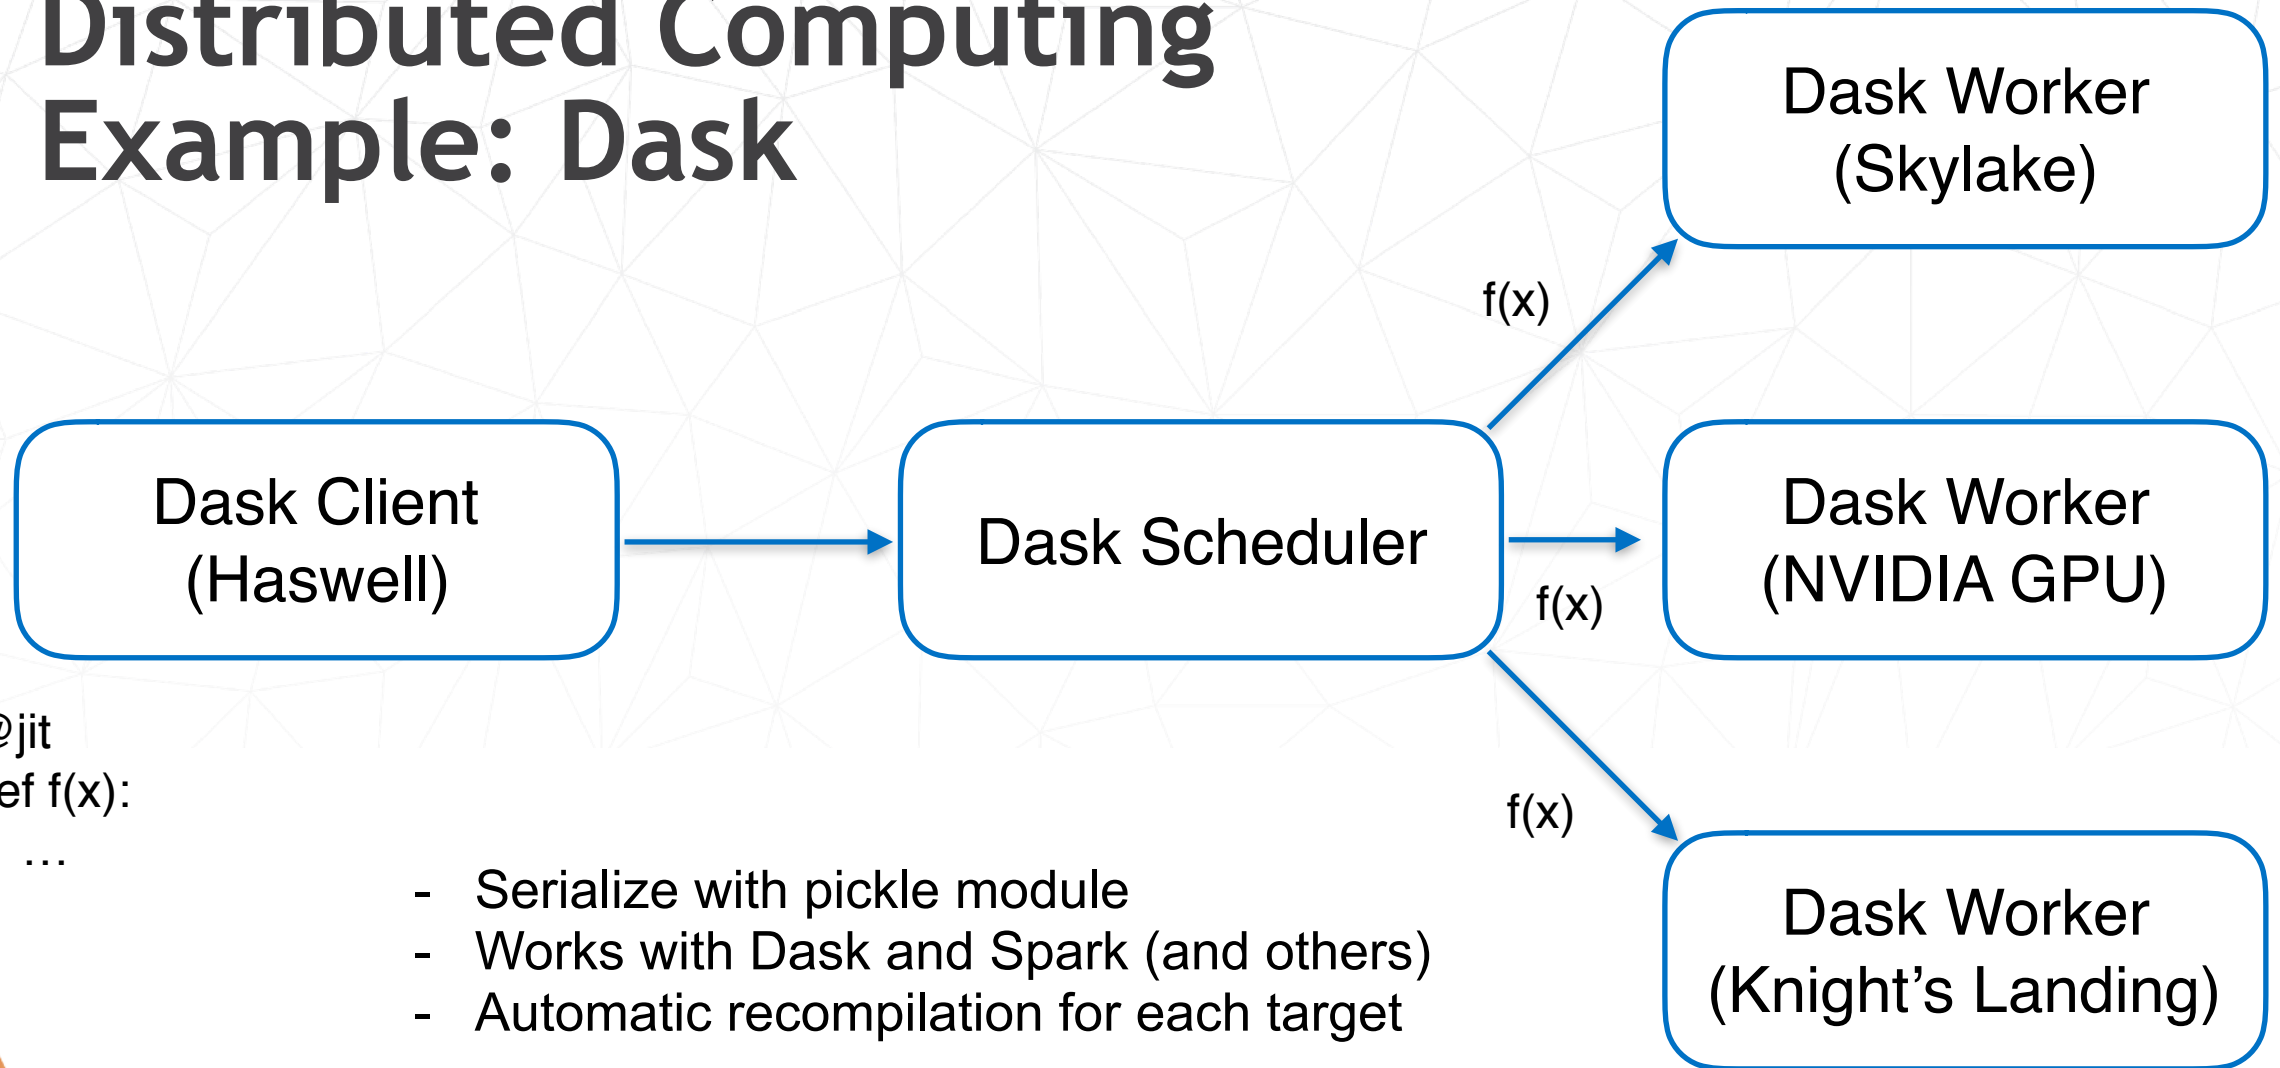 Distributed Computing
Example: Dask
Dask Worker
(Skylake)
f(x)
Dask Client
(Haswell)
Dask Scheduler
Dask Worker
(NVIDIA GPU)
f(x)
@jit
ef f(x):
…
f(x)
- Serialize with pickle module
- Works with Dask and Spark (and others)
- Automatic recompilation for each target
Dask Worker
(Knight’s Landing)